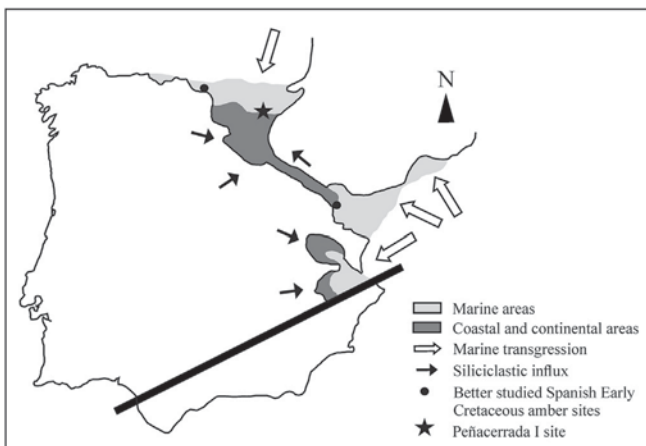 N
Marine areas
Coastal and continental areas
Marine transgression
Siliciclastic influx
Better studied Spanish Early
Cretaceous amber sites
Peñacerrada I site